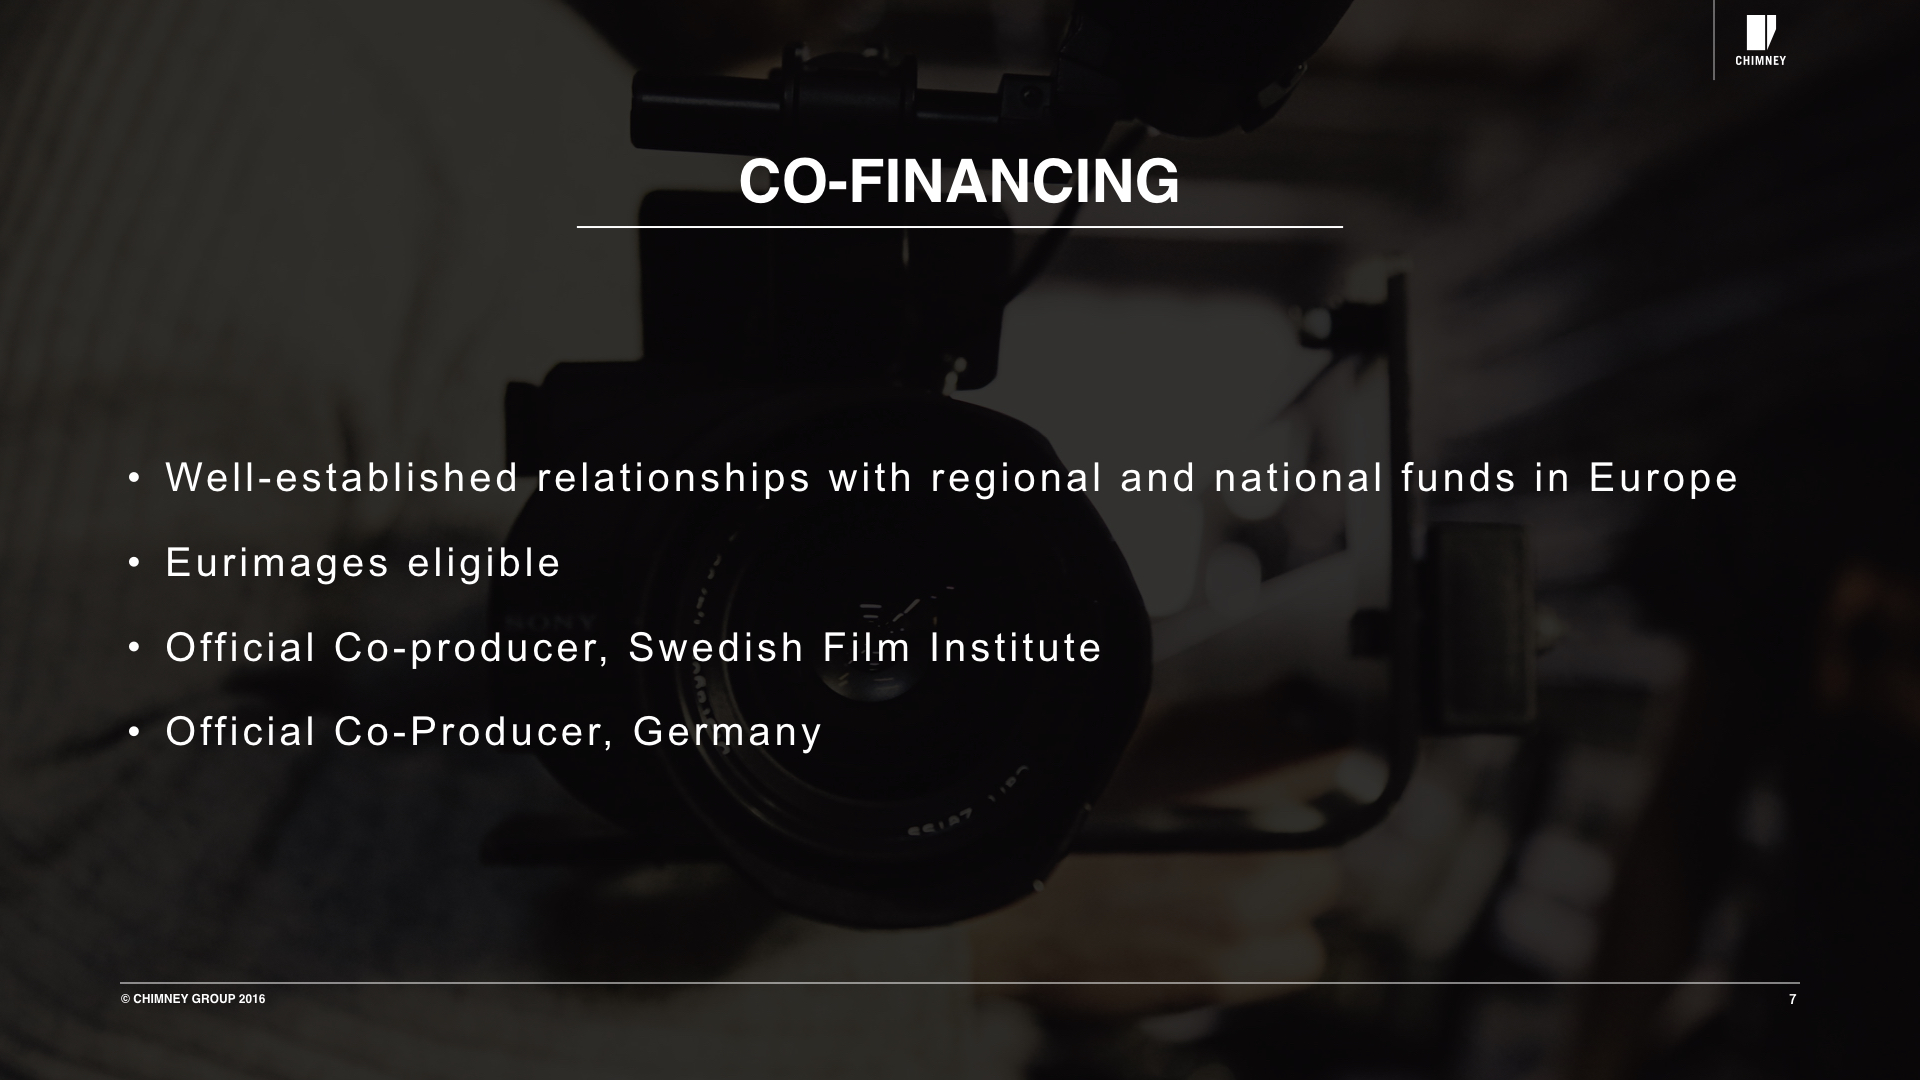 CHIMNEY
CO-FINANCING
• Well-established relationships with regional and national funds in Europe
• Eurimages eligible
SONY
• Official Co-producer, Swedish Film Institute
• Official Co-Producer, Germany
© CHIMNEY GROUP 2016
7